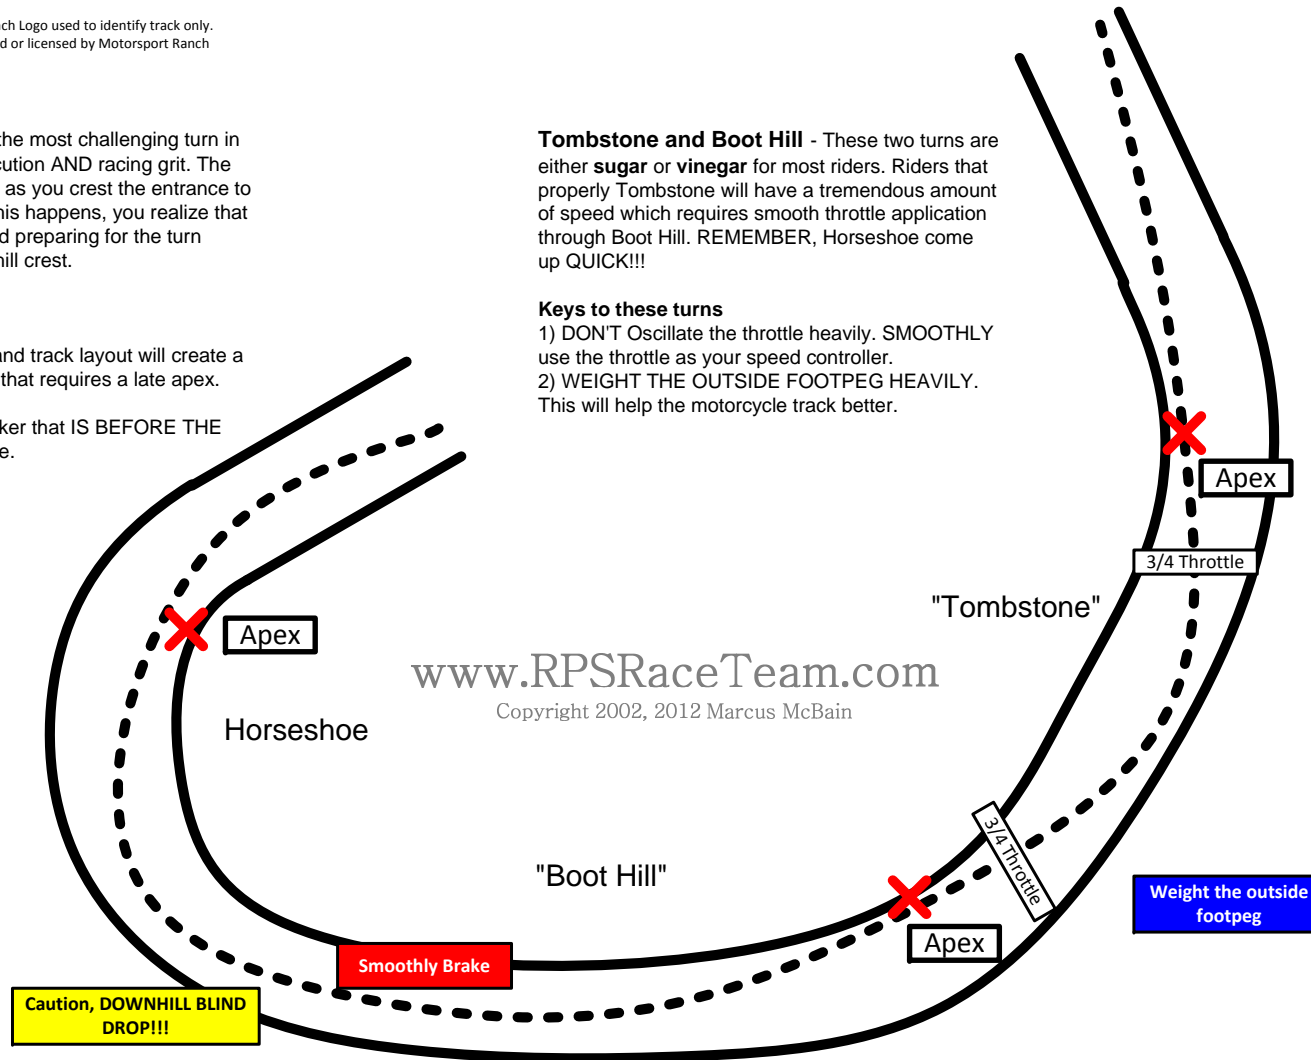 ch Logo used to identify track only.
d or licensed by Motorsport Ranch
the most challenging turn in
cution AND racing grit. The
as you crest the entrance to
his happens, you realize that
d preparing for the turn
hill crest.
and track layout will create a
that requires a late apex.
ker that IS BEFORE THE
e.
Tombstone and Boot Hill - These two turns are
either sugar or vinegar for most riders. Riders that
properly Tombstone will have a tremendous amount
of speed which requires smooth throttle application
through Boot Hill. REMEMBER, Horseshoe come
up QUICK!!!
Keys to these turns
1) DON'T Oscillate the throttle heavily. SMOOTHLY
use the throttle as your speed controller.
2) WEIGHT THE OUTSIDE FOOTPEG HEAVILY.
This will help the motorcycle track better.
Apex
3/4 Throttle
"Tombstone"
Apex
Horseshoe
www.RPSRaceTeam.com
Copyright 2002, 2012 Marcus McBain
3/4 Throttle
"Boot Hill"
Weight the outside
footpeg
Apex
Smoothly Brake
Caution, DOWNHILL BLIND
DROP!!!